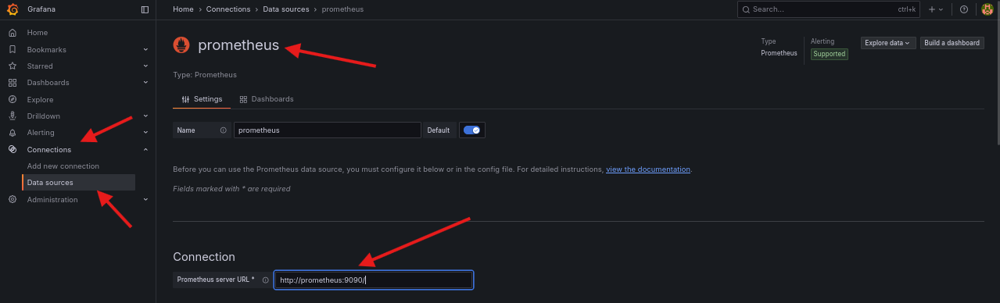 Grafana
Home > Connections > Data sources > prometheus
Search... ctrl+k
Home
Bookmarks
Starred
Dashboards
Explore
Drilldown
Alerting
Connections
Add new connection
Data sources
Administration
prometheus
Type: Prometheus
Type
Prometheus
Alerting
Supported
Explore data
Build a dashboard
Settings
Dashboards
Name prometheus Default
Before you can use the Prometheus data source, you must configure it below or in the config file. For detailed instructions, view the documentation.
Fields marked with * are required
Connection
Prometheus server URL * http://prometheus:9090/